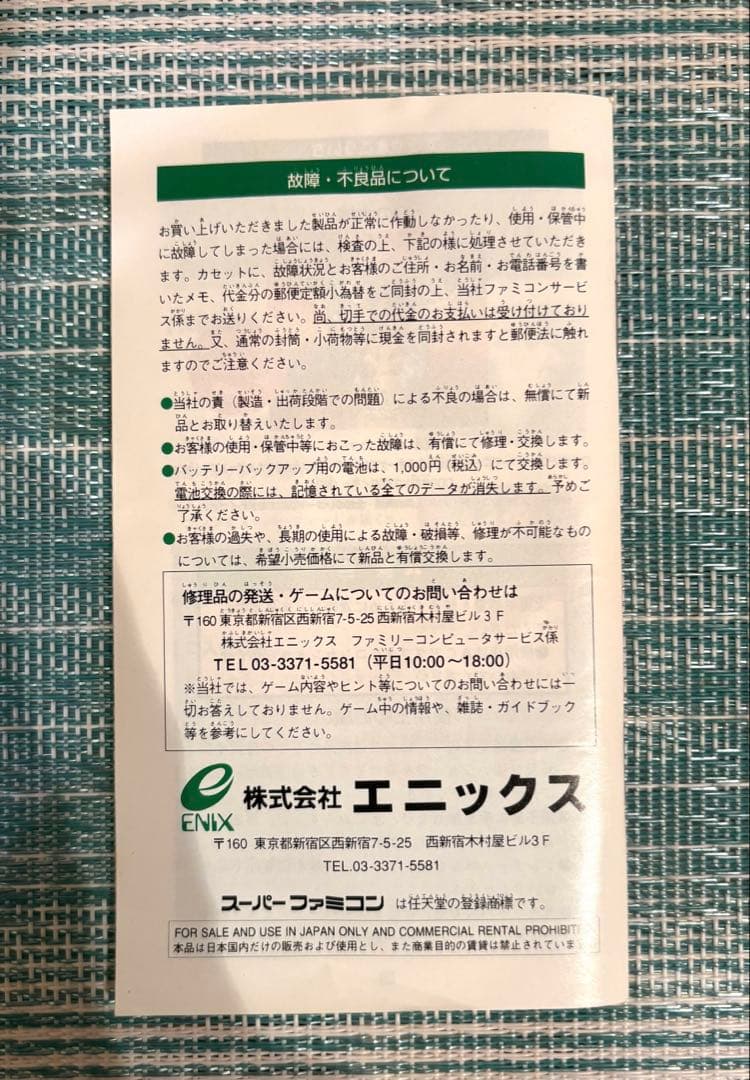 故障・不良品について
お買い上げいただきました製品が正常に作動しなかったり、使用・保管中
に故障してしまった場合には、検査の上、下記の様に処理させていただき
ます。カセットに、故障状況とお客様のご住所・お名前・お電話番号を書
いたメモ、代金分の郵便定額小為替をご同封の上、当社ファミコンサービ
ス係までお送りください。尚、切手での代金のお支払いは受け付けており
ません。又、通常の封筒・小荷物等に現金を同封されますと郵便法に触れ
ますのでご注意ください。
●当社の責（製造・出荷段階での問題）による不良の場合は、無償にて新
品とお取り替えいたします。
●お客様の使用・保管中等におこった故障は、有償にて修理・交換します。
●バッテリーバックアップ用の電池は、1,000円（税込）にて交換します。
電池交換の際には、記憶されている全てのデータが消失します。予めご
了承ください。
●お客様の過失や、長期の使用による故障・破損等、修理が不可能なもの
については、希望小売価格にて新品と有償交換します。
修理品の発送・ゲームについてのお問い合わせは
〒160 東京都新宿区西新宿7-5-25 西新宿木村屋ビル3F
株式会社エニックス ファミリーコンピュータサービス係
TEL 03-3371-5581（平日10:00～18:00）
※当社では、ゲーム内容やヒント等についてのお問い合わせには一
切お答えしておりません。ゲーム中の情報や、雑誌・ガイドブック
等を参考にしてください。
ENIX 株式会社 エニックス
〒160 東京都新宿区西新宿7-5-25 西新宿木村屋ビル3F
TEL.03-3371-5581
スーパーファミコン は任天堂の登録商標です。
FOR SALE AND USE IN JAPAN ONLY AND COMMERCIAL RENTAL PROHIBIT
本品は日本国内だけの販売および使用とし、また商業目的の賃貸は禁止されていま